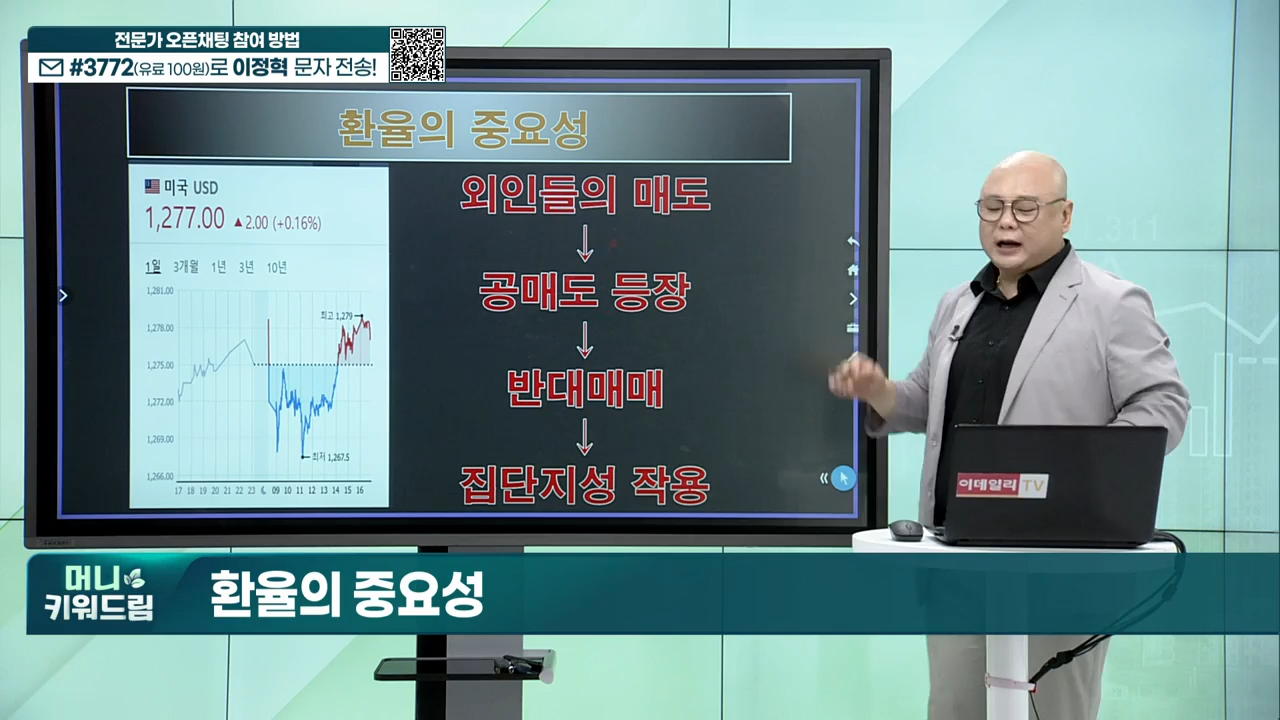 전문가 오픈채팅 참여 방법
#3772(유료 100원)로 이정혁 문자 전송!
환율의 중요성
미국 USD
1,277.00 ▲2.00 (+0.16%)
1일 3개월 1년 3년 10년
1,281.00
1,278.00
1,275.00
1,272.00
1,269.00
1,266.00
최고 1,279
최저 1,267.5
17 18 19 20 21 22 23 09 10 11 12 13 14 15 16
외인들의 매도
↓
공매도 등장
↓
반대매매
↓
집단지성 작용
이데일리 TV
머니
키워드림
환율의 중요성